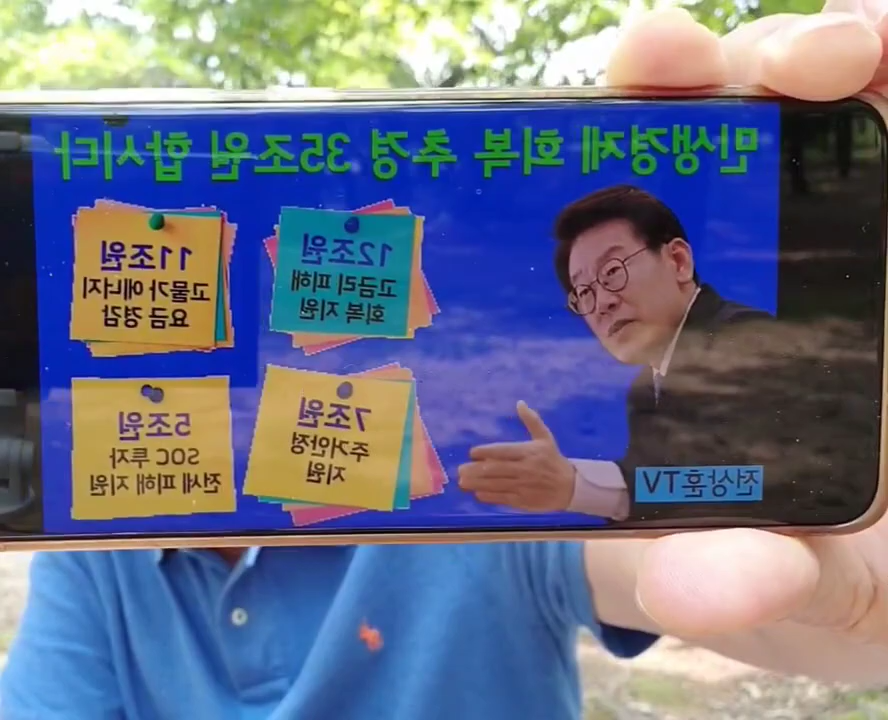 민생경제 회복 추경 35조원 합시다
12조원
고금리 피해
회복 지원
11조원
고물가 에너지
요금 경감
7조원
주거안정
지원
5조원
SOC 투자
전세 피해 지원
전상훈TV